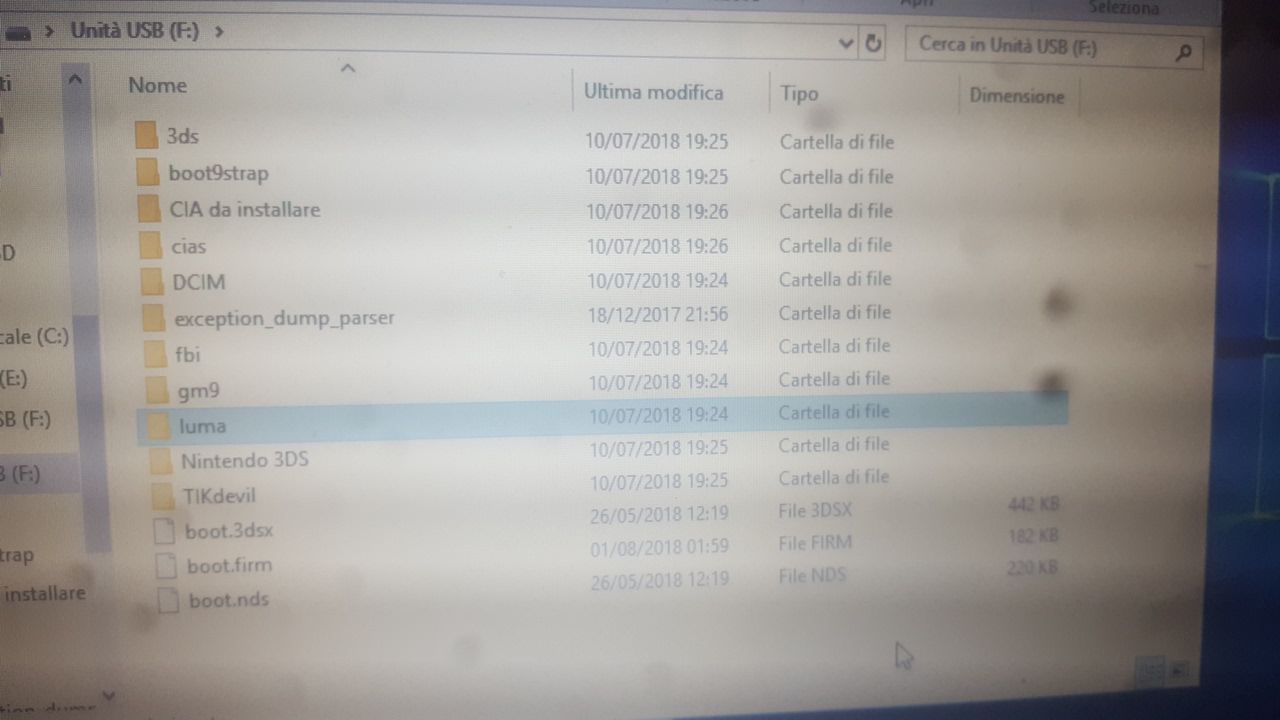 Apri
Seleziona
Unità USB (F:)
Cerca in Unità USB (F:)
Nome Ultima modifica Tipo Dimensione
3ds 10/07/2018 19:25 Cartella di file
boot9strap 10/07/2018 19:25 Cartella di file
CIA da installare 10/07/2018 19:26 Cartella di file
cias 10/07/2018 19:26 Cartella di file
DCIM 10/07/2018 19:24 Cartella di file
exception_dump_parser 18/12/2017 21:56 Cartella di file
fbi 10/07/2018 19:24 Cartella di file
gm9 10/07/2018 19:24 Cartella di file
luma 10/07/2018 19:24 Cartella di file
Nintendo 3DS 10/07/2018 19:25 Cartella di file
TIKdevil 10/07/2018 19:25 Cartella di file
boot.3dsx 26/05/2018 12:19 File 3DSX 442 KB
boot.firm 01/08/2018 01:59 File FIRM 182 KB
boot.nds 26/05/2018 12:19 File NDS 220 KB
ti
D
cale (C:)
(E:)
SB (F:)
B (F:)
trap
installare